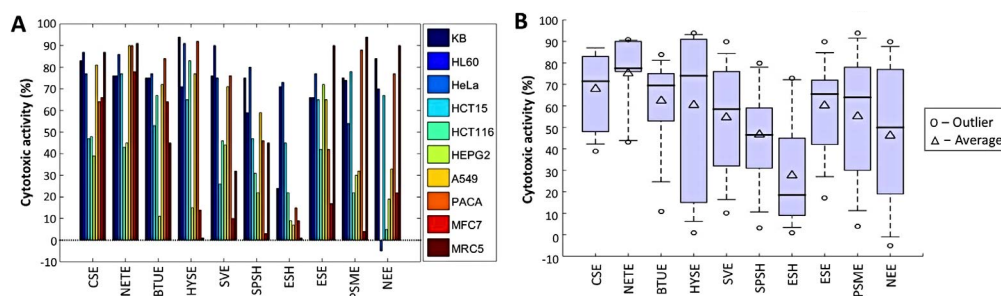 A
Cytotoxic activity (%)
100
90
80
70
60
50
40
30
20
10
0
-10
CSE
NETE
BTUE
HYSE
SVE
SPSH
ESH
ESE
PSME
NEE
KB
HL60
HeLa
HCT15
HCT116
HEPG2
A549
PACA
MFC7
MRC5
B
Cytotoxic activity (%)
100
90
80
70
60
50
40
30
20
10
0
-10
CSE
NETE
BTUE
HYSE
SVE
SPSH
ESH
ESE
PSME
NEE
O – Outlier
△ – Average